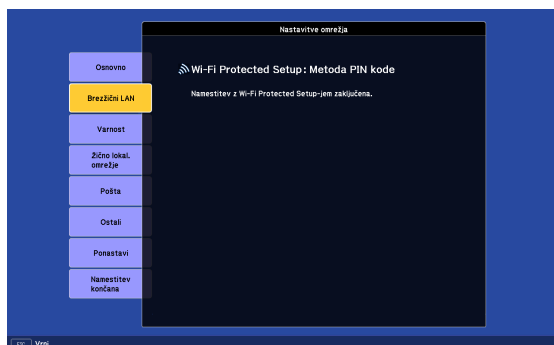 Nastavitve omrežja
Osnovno
Brezžični LAN
Varnost
Žično lokal.
omrežje
Pošta
Ostali
Ponastavi
Namestitev
končana
Wi-Fi Protected Setup: Metoda PIN kode
Namestitev z Wi-Fi Protected Setup-jem zaključena.
Esc Vrni